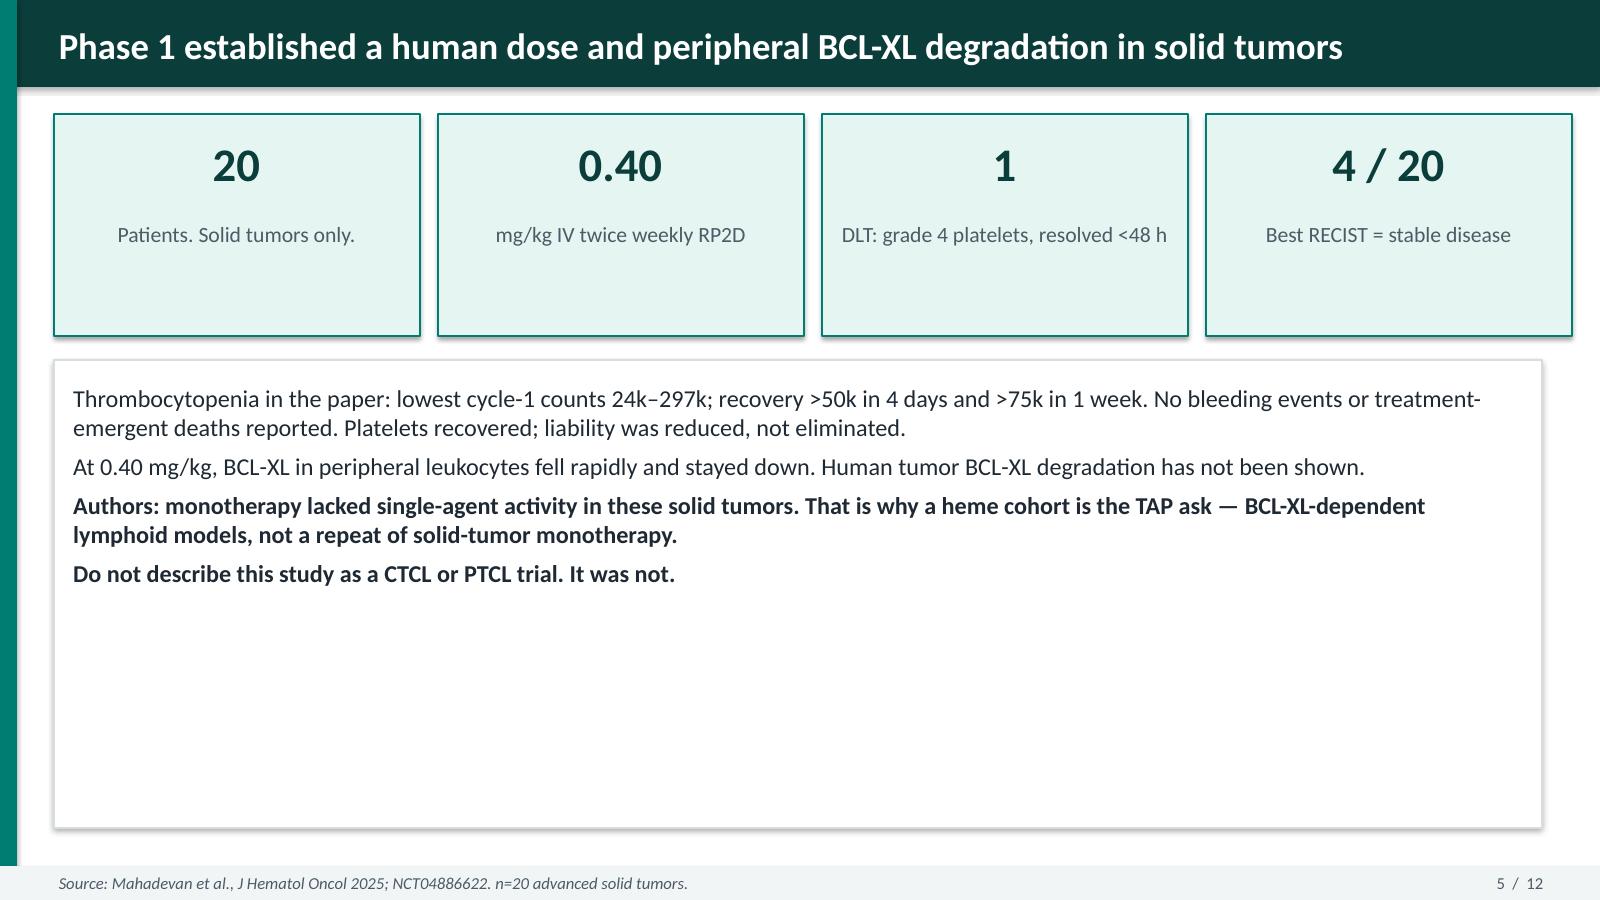 Phase 1 established a human dose and peripheral BCL-XL degradation in solid tumors
20
Patients. Solid tumors only.
0.40
mg/kg IV twice weekly RP2D
1
DLT: grade 4 platelets, resolved <48 h
4 / 20
Best RECIST = stable disease
Thrombocytopenia in the paper: lowest cycle-1 counts 24k–297k; recovery >50k in 4 days and >75k in 1 week. No bleeding events or treatment-
emergent deaths reported. Platelets recovered; liability was reduced, not eliminated.
At 0.40 mg/kg, BCL-XL in peripheral leukocytes fell rapidly and stayed down. Human tumor BCL-XL degradation has not been shown.
Authors: monotherapy lacked single-agent activity in these solid tumors. That is why a heme cohort is the TAP ask — BCL-XL-dependent
lymphoid models, not a repeat of solid-tumor monotherapy.
Do not describe this study as a CTCL or PTCL trial. It was not.
Source: Mahadevan et al., J Hematol Oncol 2025; NCT04886622. n=20 advanced solid tumors.
5 / 12